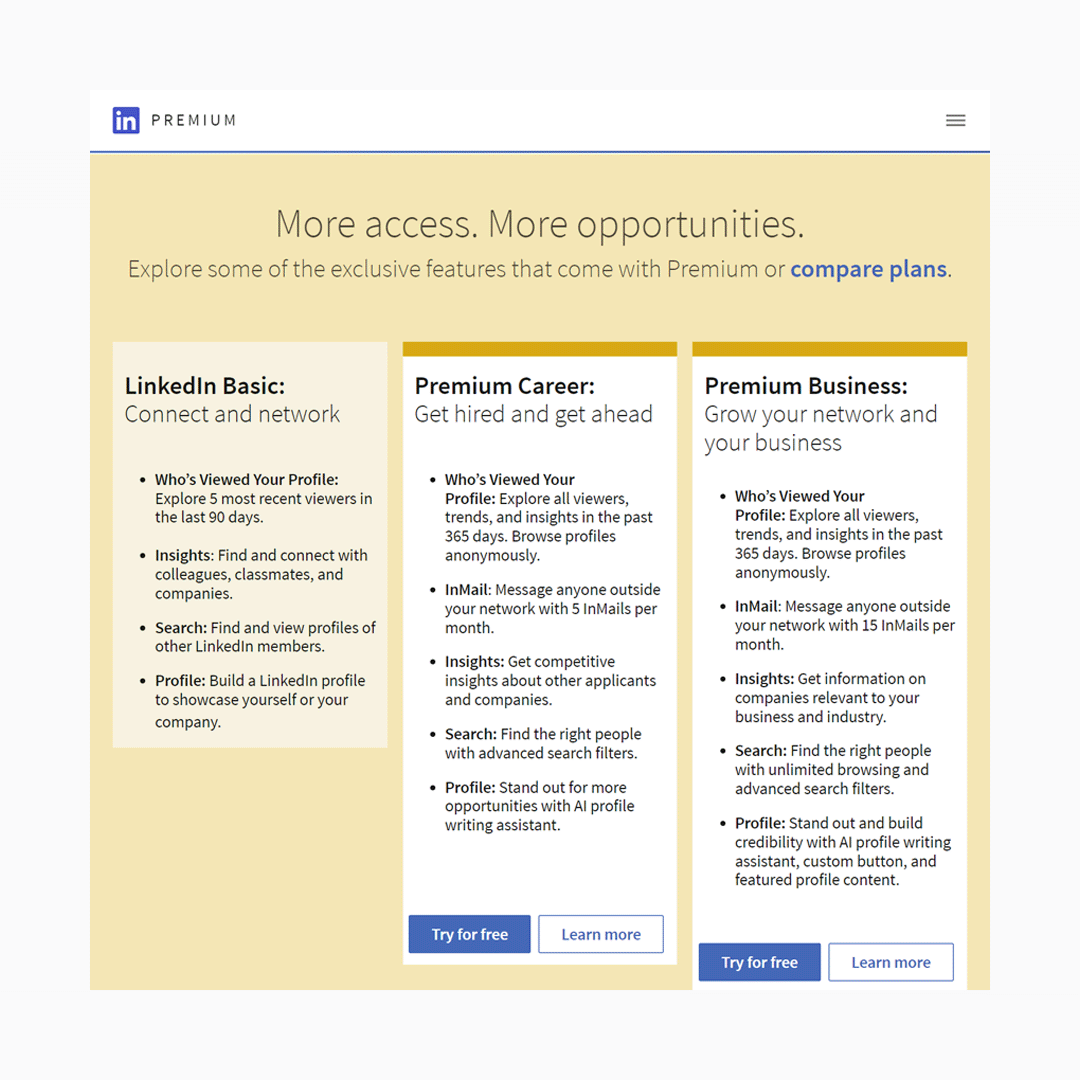 in PREMIUM
More access. More opportunities.
Explore some of the exclusive features that come with Premium or compare plans.
LinkedIn Basic:
Connect and network
• Who’s Viewed Your Profile:
Explore 5 most recent viewers in
the last 90 days.
• Insights: Find and connect with
colleagues, classmates, and
companies.
• Search: Find and view profiles of
other LinkedIn members.
• Profile: Build a LinkedIn profile
to showcase yourself or your
company.
Premium Career:
Get hired and get ahead
• Who’s Viewed Your
Profile: Explore all viewers,
trends, and insights in the past
365 days. Browse profiles
anonymously.
• InMail: Message anyone outside
your network with 5 InMails per
month.
• Insights: Get competitive
insights about other applicants
and companies.
• Search: Find the right people
with advanced search filters.
• Profile: Stand out for more
opportunities with AI profile
writing assistant.
Try for free
Learn more
Premium Business:
Grow your network and
your business
• Who’s Viewed Your
Profile: Explore all viewers,
trends, and insights in the past
365 days. Browse profiles
anonymously.
• InMail: Message anyone outside
your network with 15 InMails per
month.
• Insights: Get information on
companies relevant to your
business and industry.
• Search: Find the right people
with unlimited browsing and
advanced search filters.
• Profile: Stand out and build
credibility with AI profile writing
assistant, custom button, and
featured profile content.
Try for free
Learn more